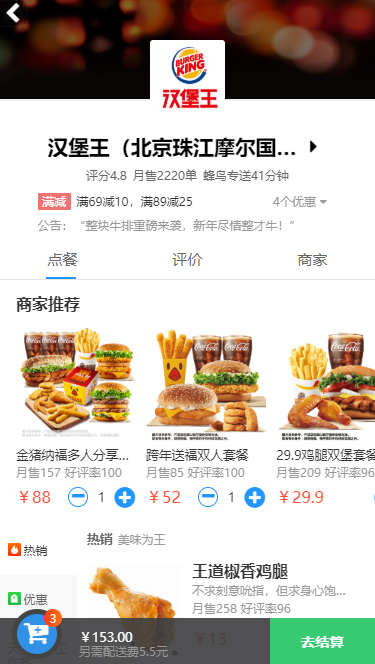 BURGER
KING
汉堡王
汉堡王（北京珠江摩尔国...
评分4.8 月售2220单 蜂鸟专送41分钟
满减 满69减10，满89减25 4个优惠
公告：“整块牛排重磅来袭，新年尽情整才牛！”
点餐 评价 商家
商家推荐
金猪纳福多人分享... 跨年送福双人套餐 29.9鸡腿双堡套餐
月售157 好评率100 月售85 好评率100 月售209 好评率96
￥88 1 ￥52 1 ￥29.9
热销 热销 美味为王
王道椒香鸡腿
不求刻意吮指，但求身心饱...
优惠 月售258 好评率96
￥13
3
￥153.00
另需配送费5.5元
去结算